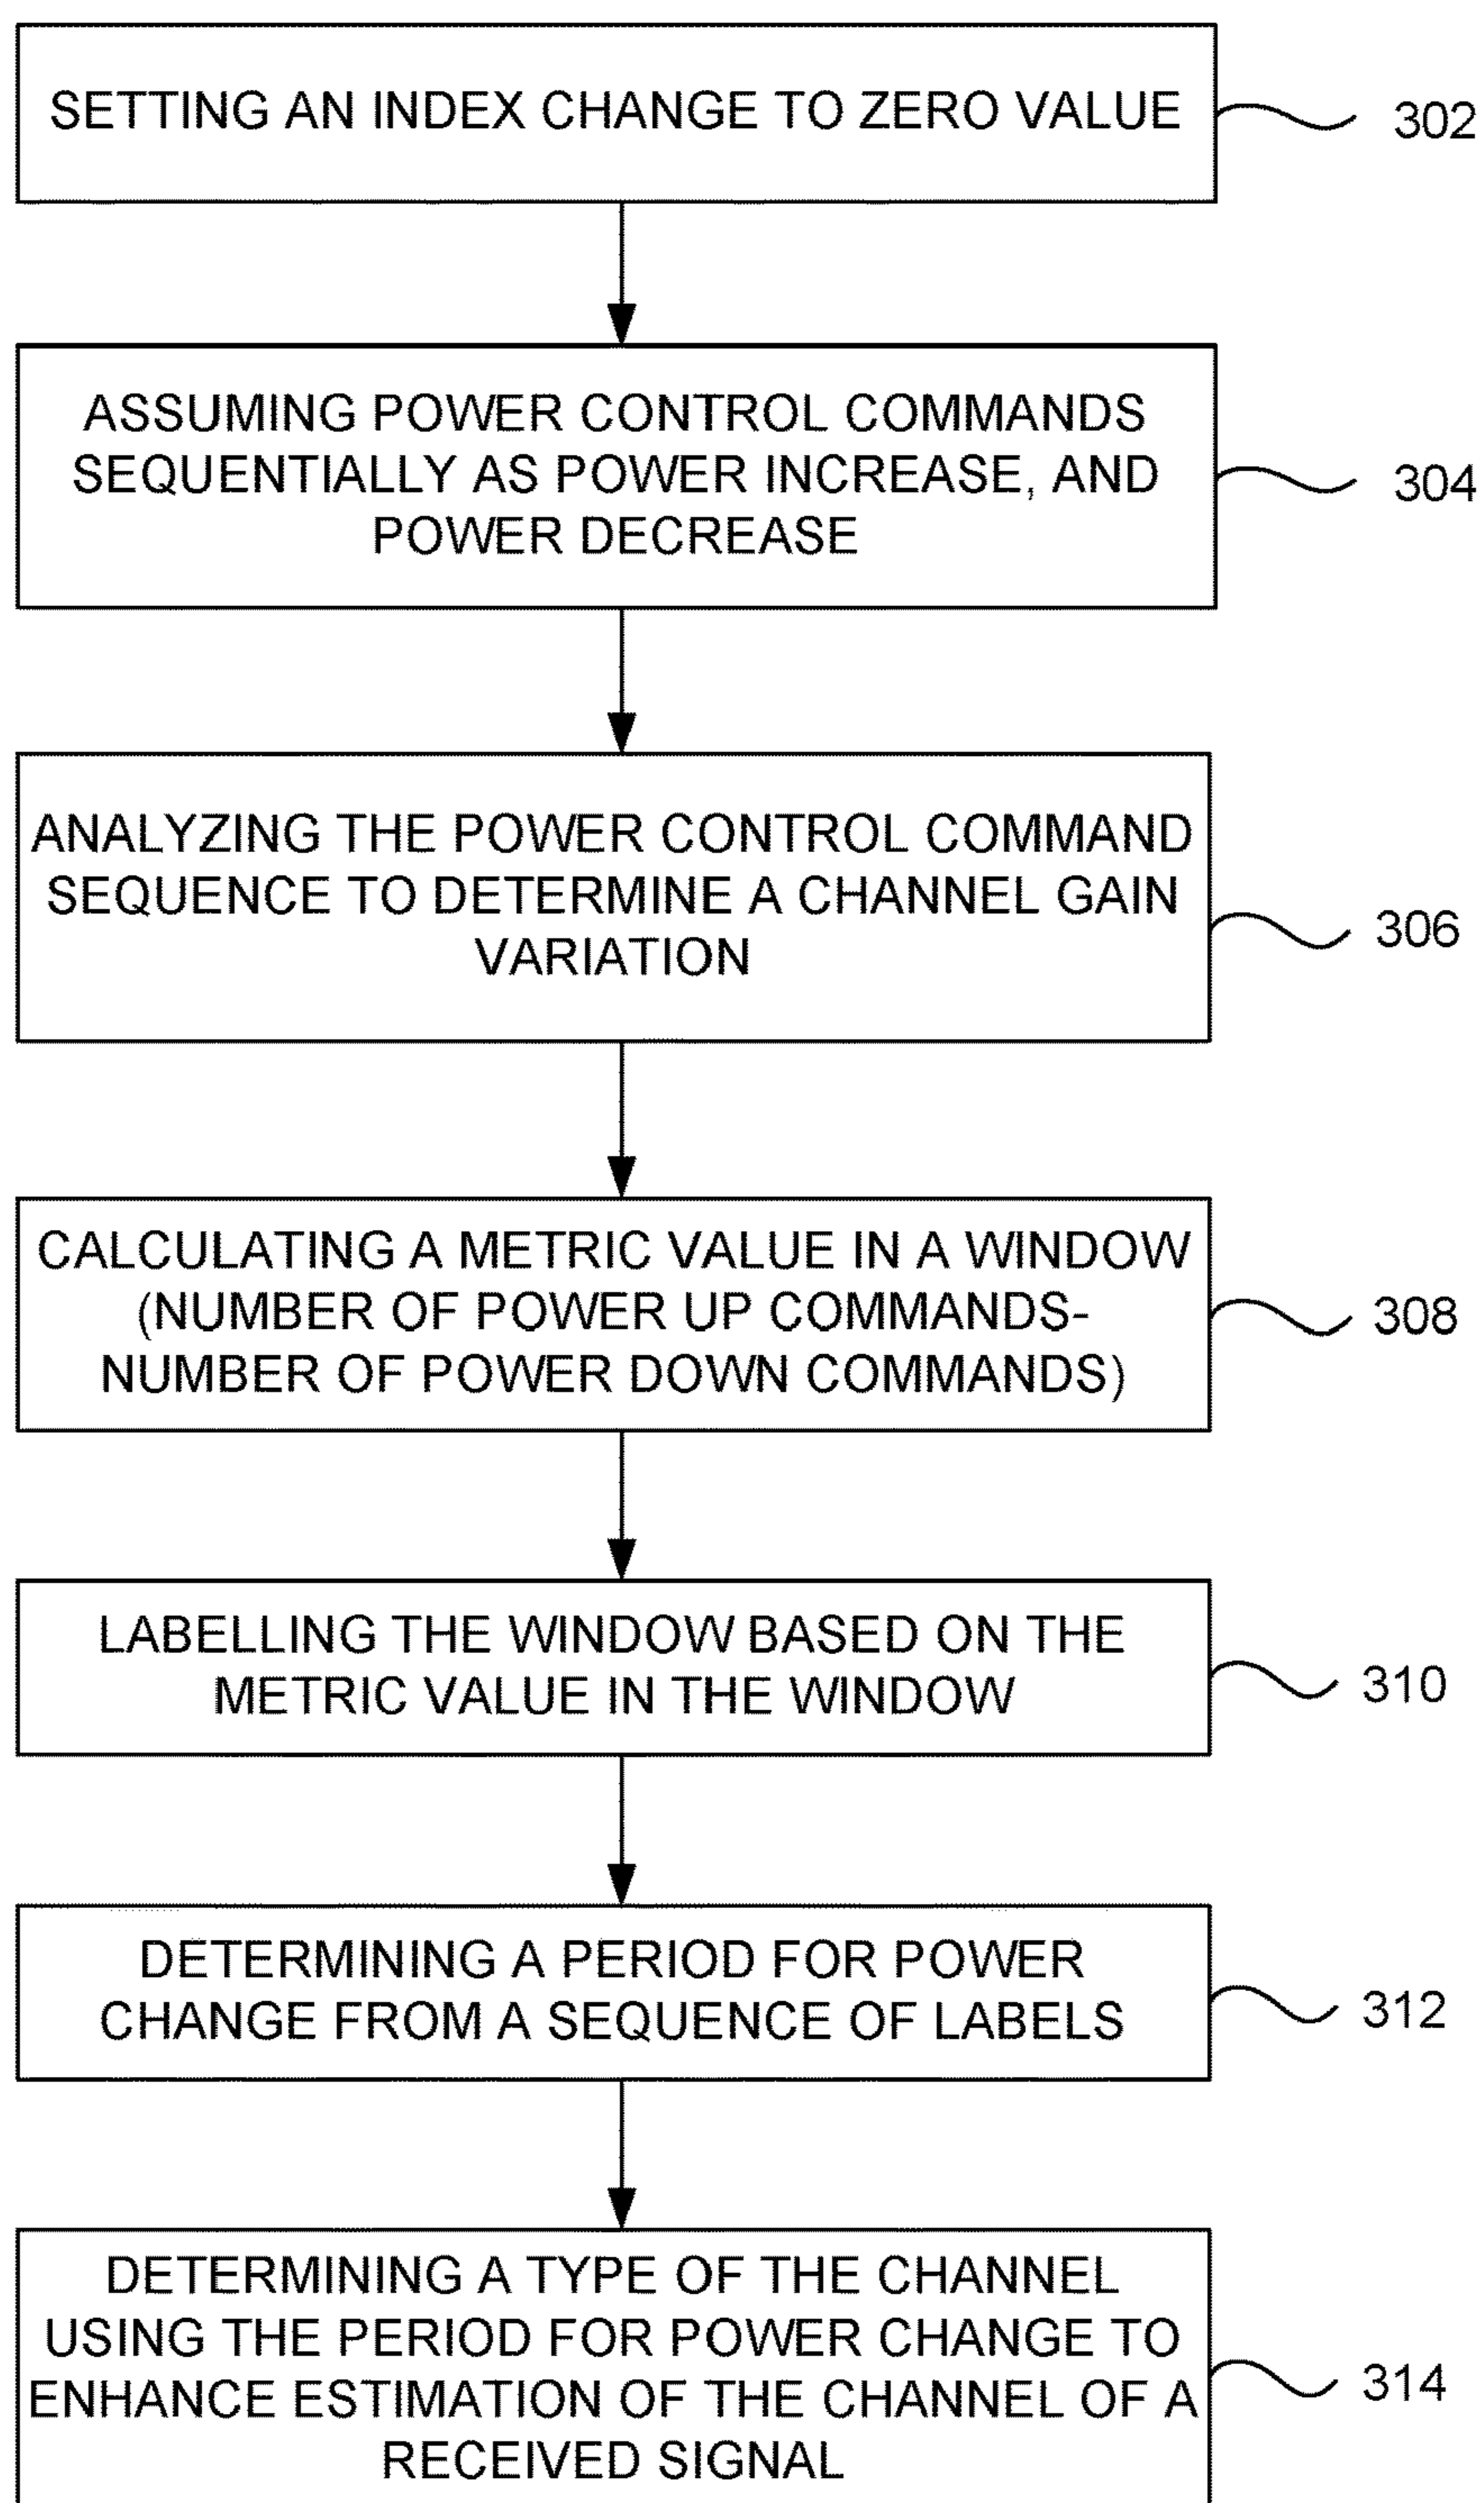 SETTING AN INDEX CHANGE TO ZERO VALUE
302
ASSUMING POWER CONTROL COMMANDS
SEQUENTIALLY AS POWER INCREASE, AND
POWER DECREASE
304
ANALYZING THE POWER CONTROL COMMAND
SEQUENCE TO DETERMINE A CHANNEL GAIN
VARIATION
306
CALCULATING A METRIC VALUE IN A WINDOW
(NUMBER OF POWER UP COMMANDS-
NUMBER OF POWER DOWN COMMANDS)
308
LABELLING THE WINDOW BASED ON THE
METRIC VALUE IN THE WINDOW
310
DETERMINING A PERIOD FOR POWER
CHANGE FROM A SEQUENCE OF LABELS
312
DETERMINING A TYPE OF THE CHANNEL
USING THE PERIOD FOR POWER CHANGE TO
ENHANCE ESTIMATION OF THE CHANNEL OF A
RECEIVED SIGNAL
314